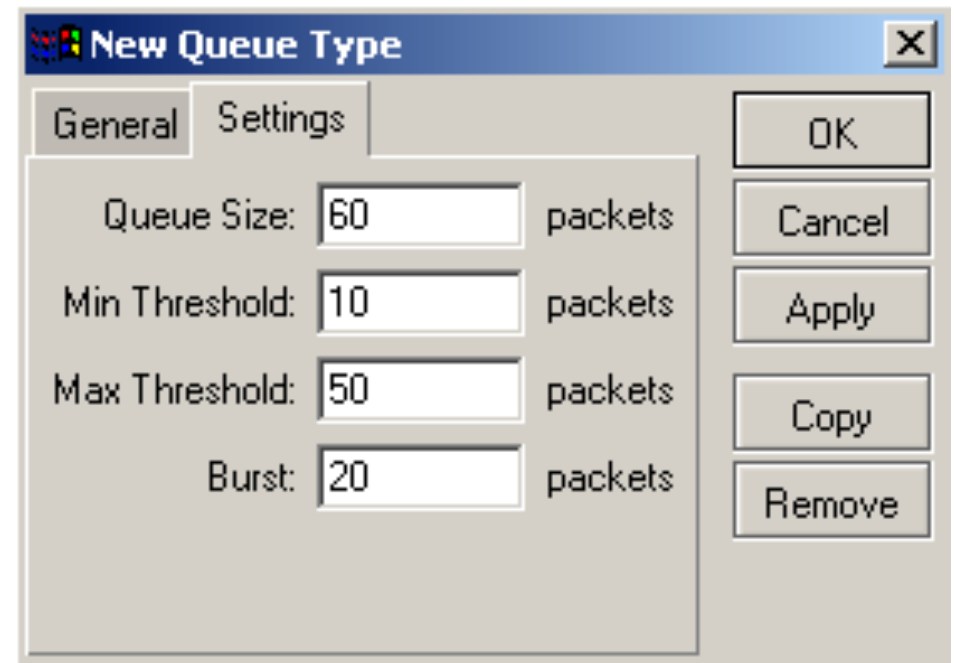 New Queue Type
General Settings
OK
Queue Size: 60 packets
Cancel
Min Threshold: 10 packets
Apply
Max Threshold: 50 packets
Copy
Burst: 20 packets
Remove